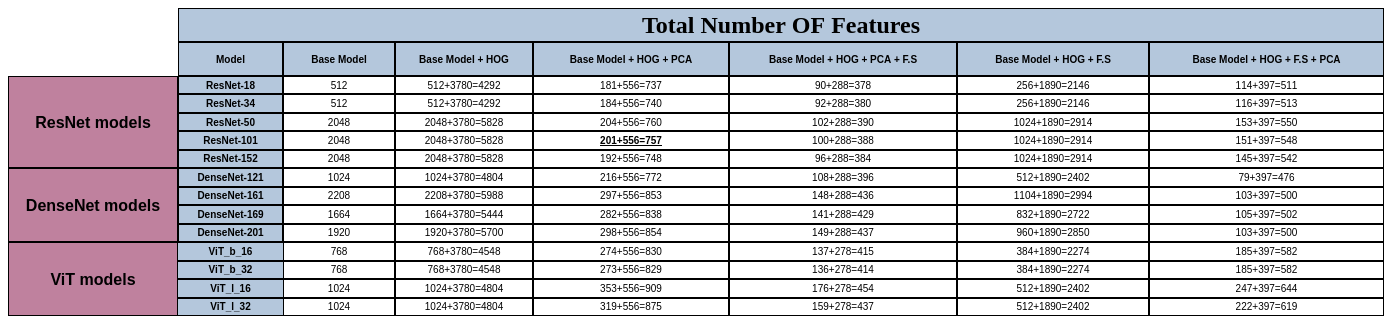 Total Number OF Features
Model Base Model Base Model + HOG Base Model + HOG + PCA Base Model + HOG + PCA + F.S Base Model + HOG + F.S Base Model + HOG + F.S + PCA
ResNet models
ResNet-18 512 512+3780=4292 181+556=737 90+288=378 256+1890=2146 114+397=511
ResNet-34 512 512+3780=4292 184+556=740 92+288=380 256+1890=2146 116+397=513
ResNet-50 2048 2048+3780=5828 204+556=760 102+288=390 1024+1890=2914 153+397=550
ResNet-101 2048 2048+3780=5828 201+556=757 100+288=388 1024+1890=2914 151+397=548
ResNet-152 2048 2048+3780=5828 192+556=748 96+288=384 1024+1890=2914 145+397=542
DenseNet models
DenseNet-121 1024 1024+3780=4804 216+556=772 108+288=396 512+1890=2402 79+397=476
DenseNet-161 2208 2208+3780=5988 297+556=853 148+288=436 1104+1890=2994 103+397=500
DenseNet-169 1664 1664+3780=5444 282+556=838 141+288=429 832+1890=2722 105+397=502
DenseNet-201 1920 1920+3780=5700 298+556=854 149+288=437 960+1890=2850 103+397=500
ViT models
ViT_b_16 768 768+3780=4548 274+556=830 137+278=415 384+1890=2274 185+397=582
ViT_b_32 768 768+3780=4548 273+556=829 136+278=414 384+1890=2274 185+397=582
ViT_l_16 1024 1024+3780=4804 353+556=909 176+278=454 512+1890=2402 247+397=644
ViT_l_32 1024 1024+3780=4804 319+556=875 159+278=437 512+1890=2402 222+397=619